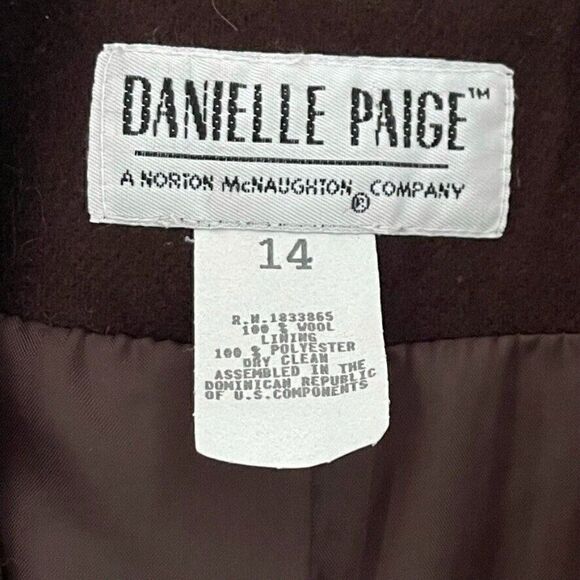 DANIELLE PAIGE™
A NORTON McNAUGHTON® COMPANY
14
R.N.1833865
100 % WOOL
LINING
100 % POLYESTER
DRY CLEAN
ASSEMBLED IN THE
DOMINICAN REPUBLIC
OF U.S.COMPONENTS